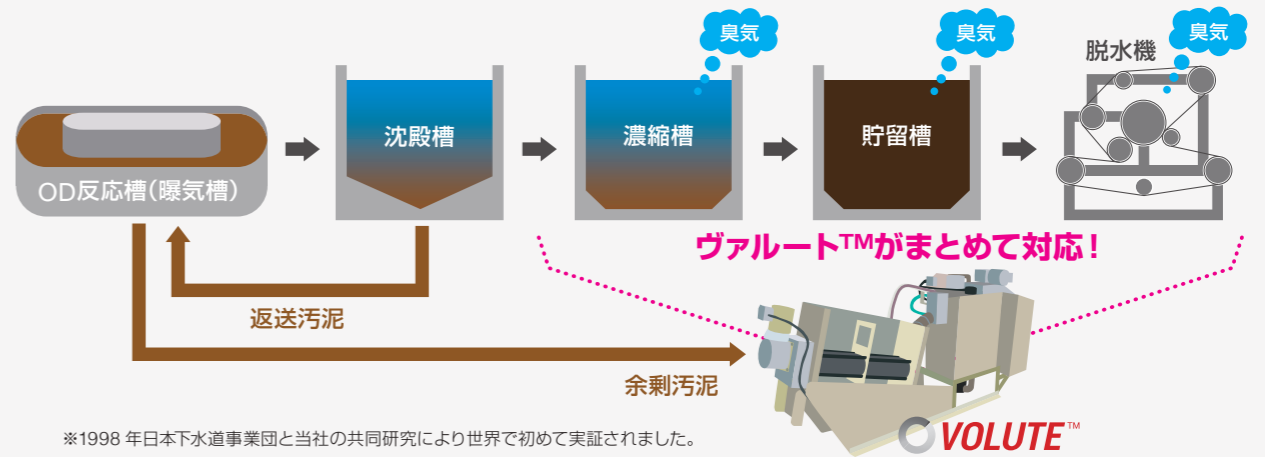 臭気
臭気
臭気
脱水機
沈殿槽
濃縮槽
貯留槽
OD反応槽(曝気槽)
ヴァルート™がまとめて対応!
返送汚泥
余剰汚泥
※1998年日本下水道事業団と当社の共同研究により世界で初めて実証されました。
VOLUTE™